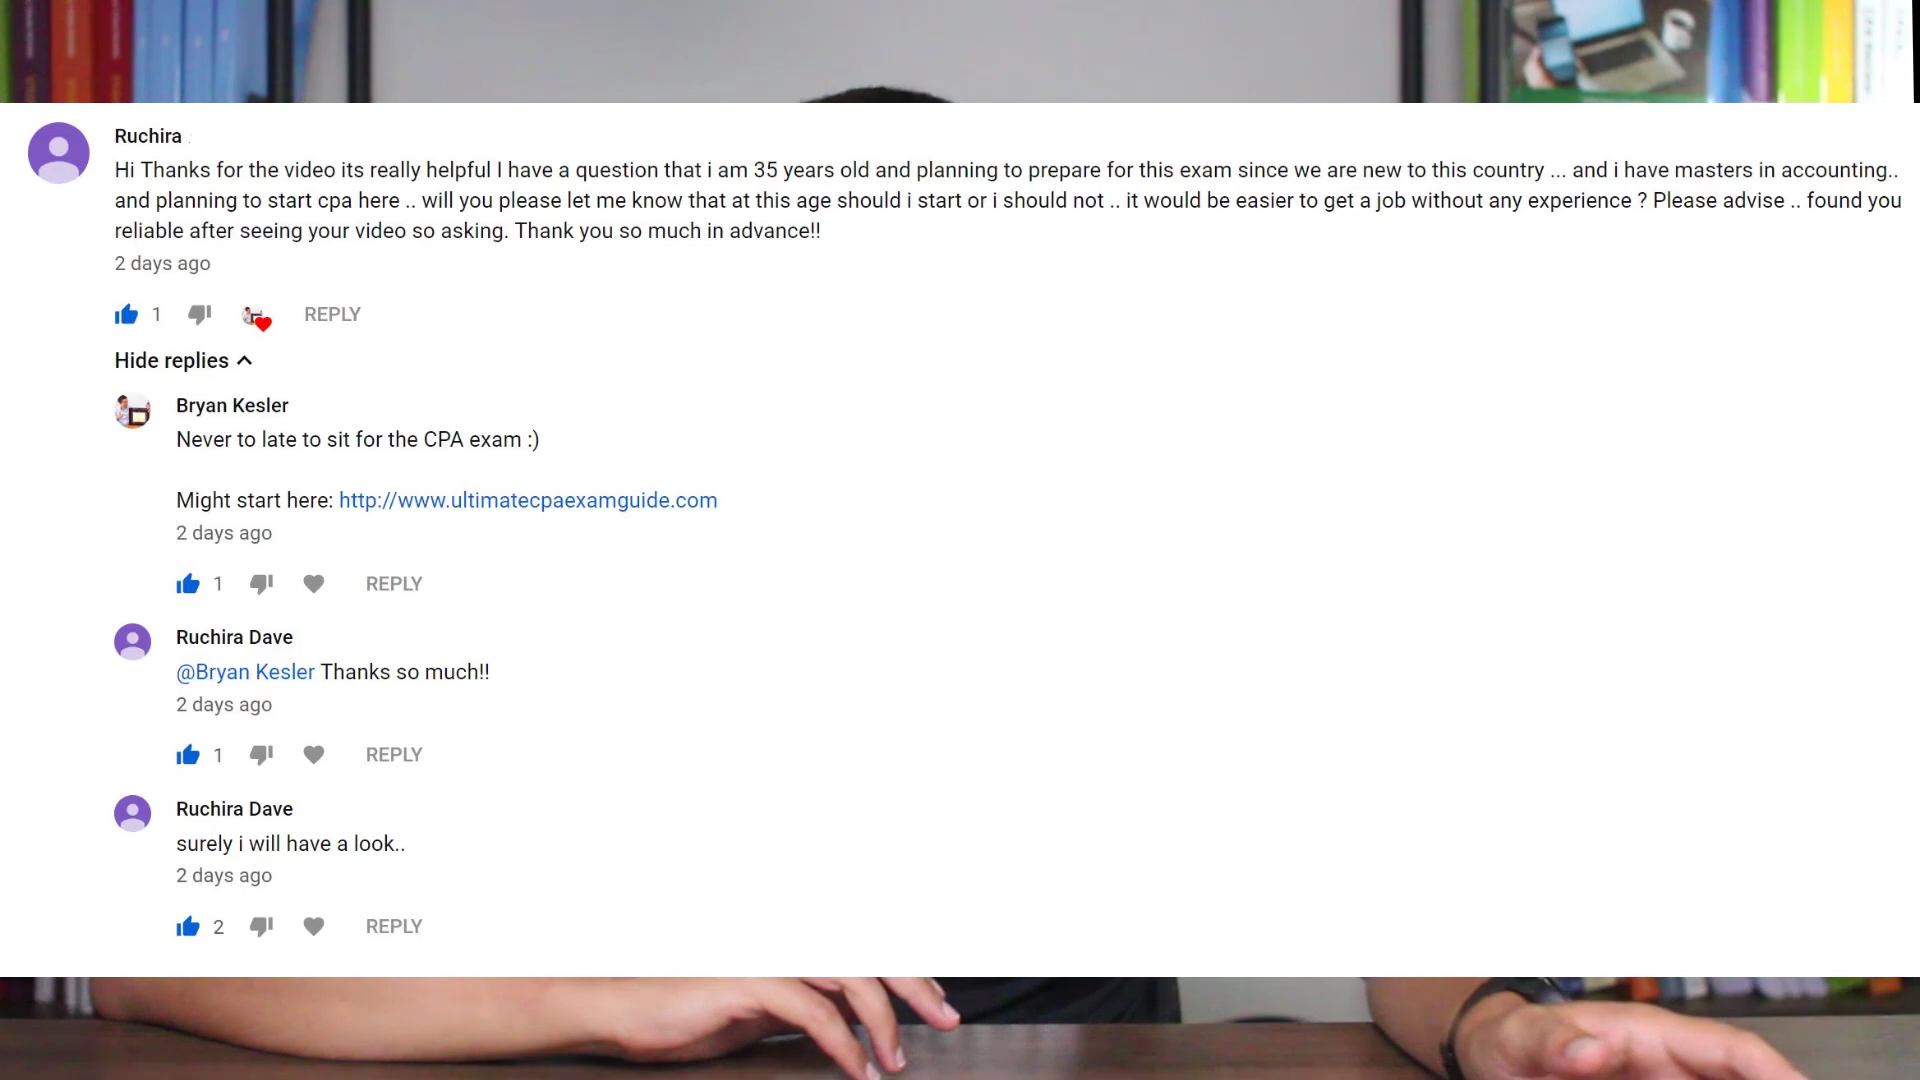 Ruchira
Hi Thanks for the video its really helpful I have a question that i am 35 years old and planning to prepare for this exam since we are new to this country ... and i have masters in accounting..
and planning to start cpa here .. will you please let me know that at this age should i start or i should not .. it would be easier to get a job without any experience ? Please advise .. found you
reliable after seeing your video so asking. Thank you so much in advance!!
2 days ago
1 REPLY
Hide replies
Bryan Kesler
Never to late to sit for the CPA exam :)
Might start here: http://www.ultimatecpaexamguide.com
2 days ago
1 REPLY
Ruchira Dave
@Bryan Kesler Thanks so much!!
2 days ago
1 REPLY
Ruchira Dave
surely i will have a look..
2 days ago
2 REPLY